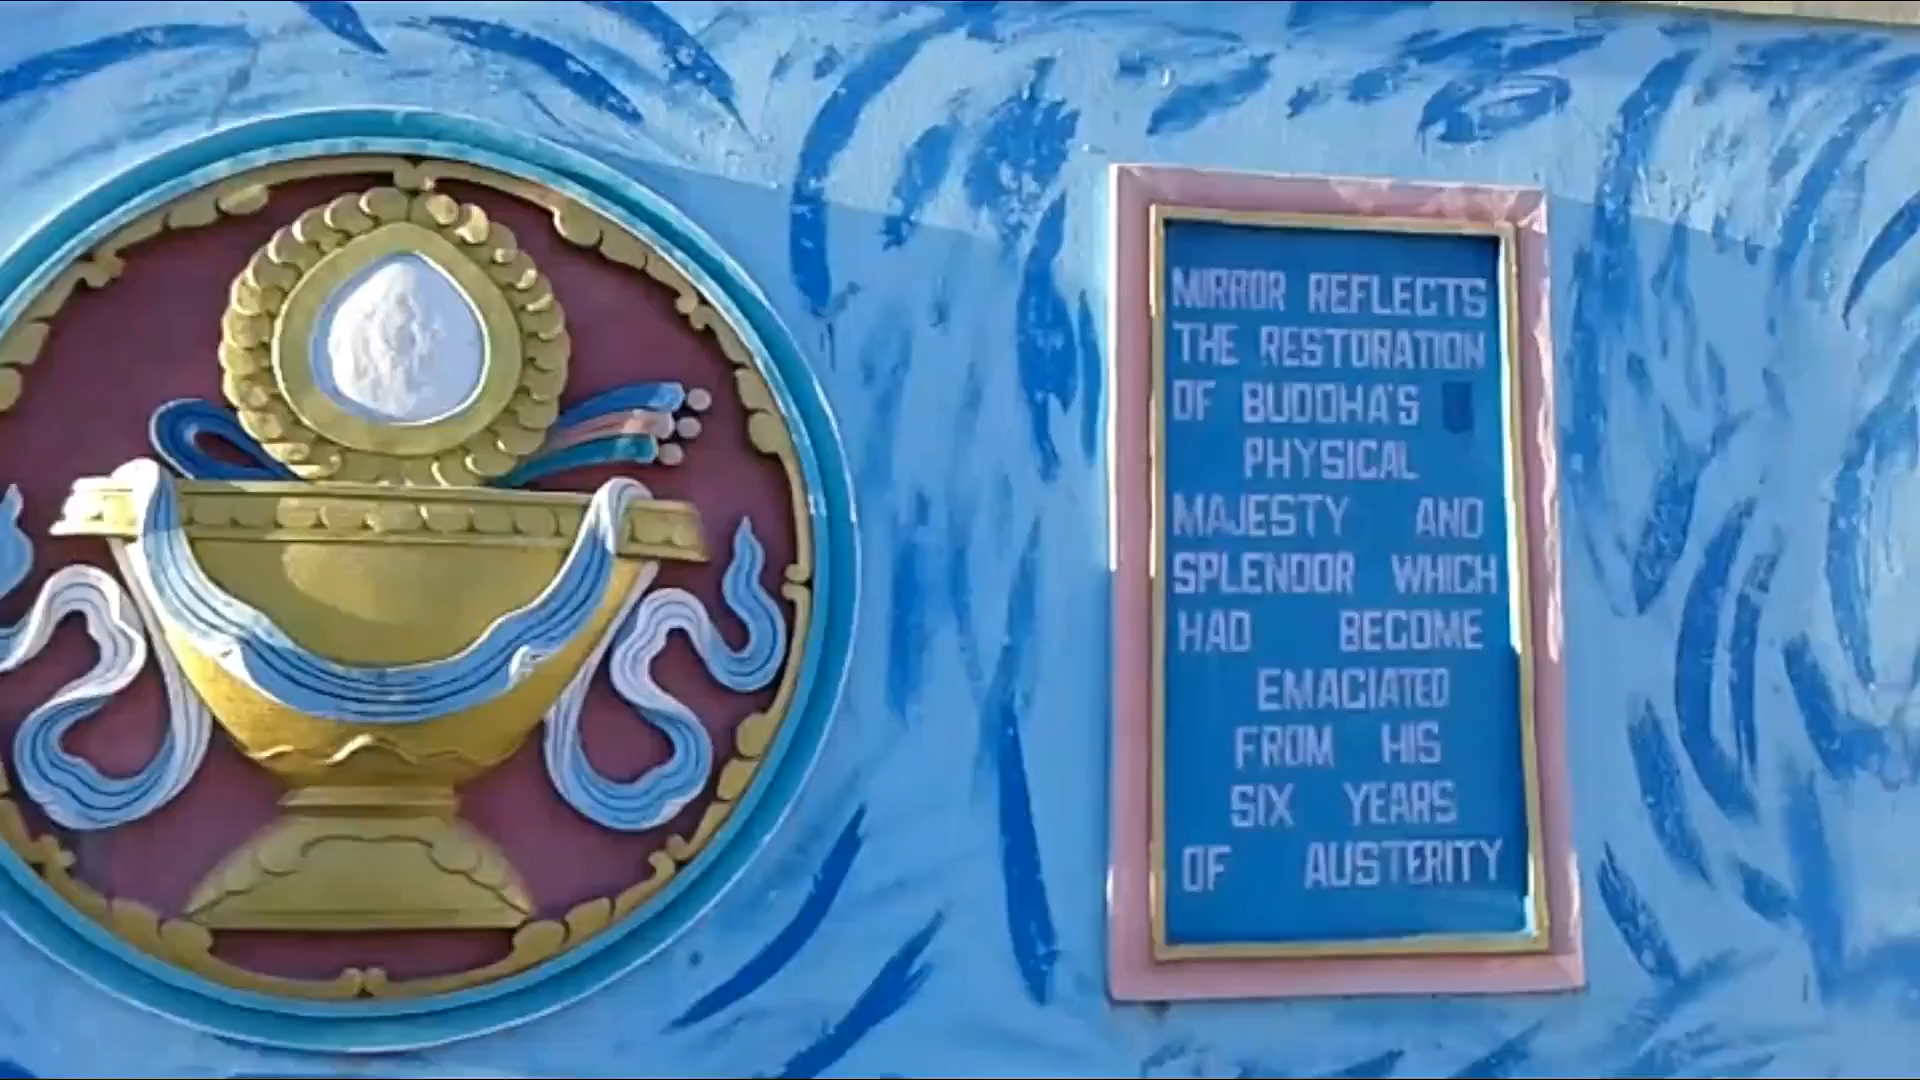 MIRROR REFLECTS
THE RESTORATION
OF BUDDHA'S
PHYSICAL
MAJESTY AND
SPLENDOR WHICH
HAD BECOME
EMACIATED
FROM HIS
SIX YEARS
OF AUSTERITY